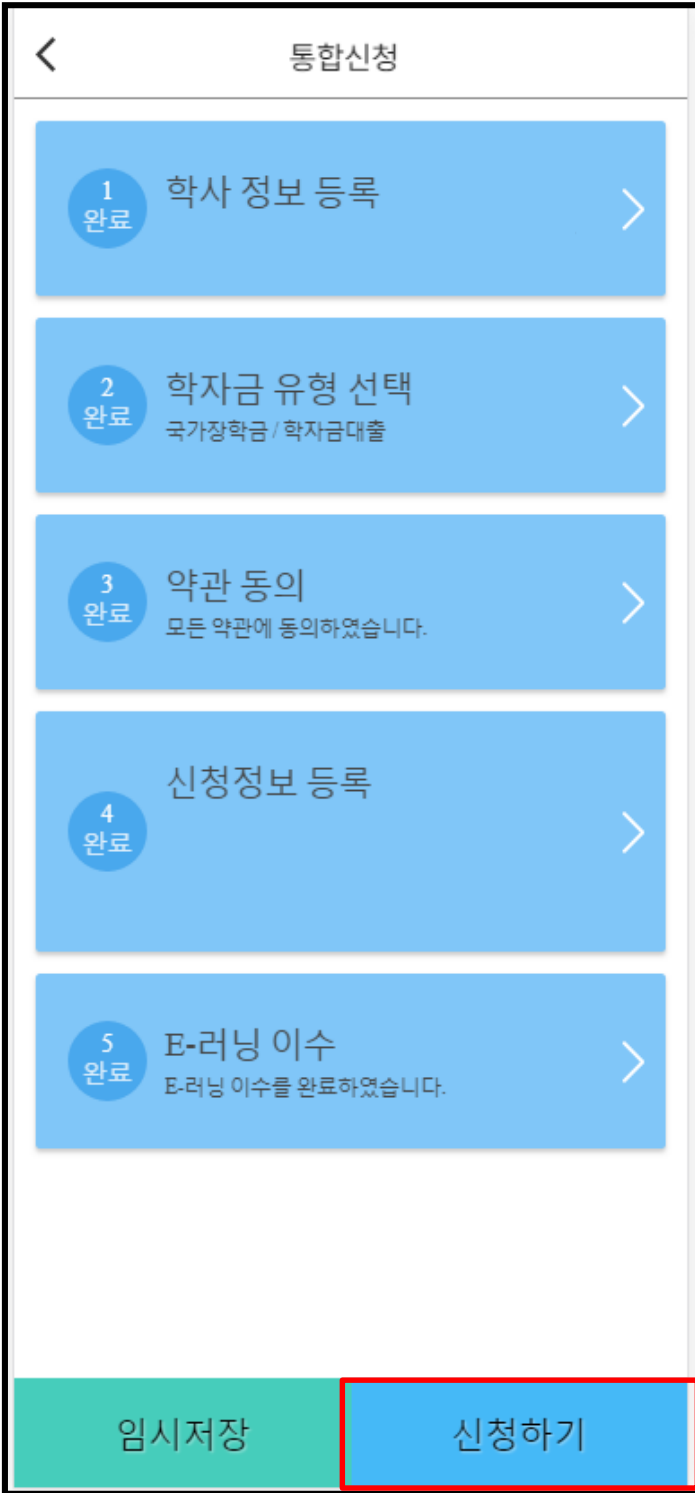 통합신청
1
완료
학사 정보 등록
2
완료
학자금 유형 선택
국가장학금 / 학자금대출
3
완료
약관 동의
모든 약관에 동의하였습니다.
4
완료
신청정보 등록
5
완료
E-러닝 이수
E-러닝 이수를 완료하였습니다.
임시저장
신청하기